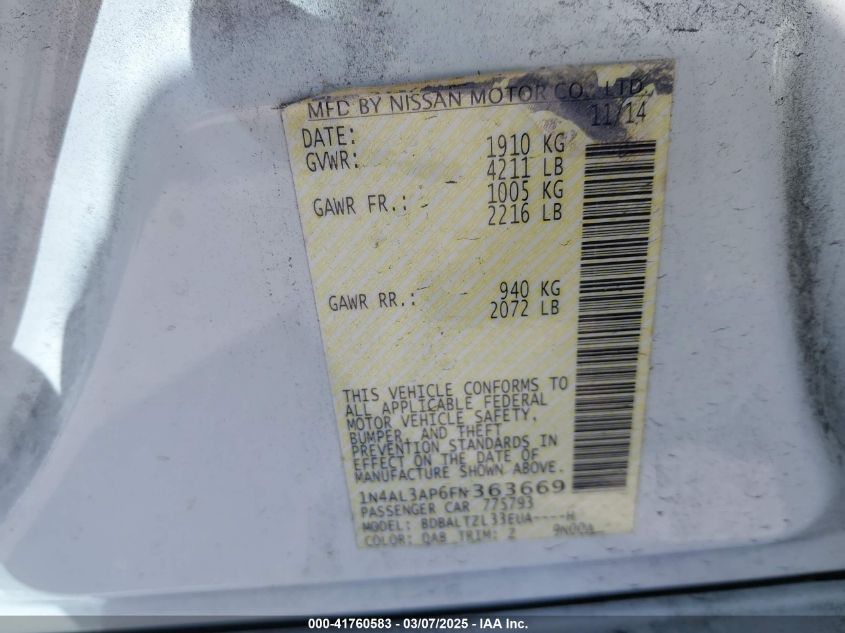 MFD BY NISSAN MOTOR CO., LTD.
DATE: 11/14
GVWR: 1910 KG
4211 LB
GAWR FR.: 1005 KG
2216 LB
GAWR RR.: 940 KG
2072 LB
THIS VEHICLE CONFORMS TO
ALL APPLICABLE FEDERAL
MOTOR VEHICLE SAFETY,
BUMPER, AND THEFT
PREVENTION STANDARDS IN
EFFECT ON THE DATE OF
MANUFACTURE SHOWN ABOVE.
1N4AL3AP6FN363669
PASSENGER CAR 775793
MODEL: BDBALTZL33EUA----H
COLOR: QAB TRIM: 2
000-41760583 - 03/07/2025 - IAA Inc.